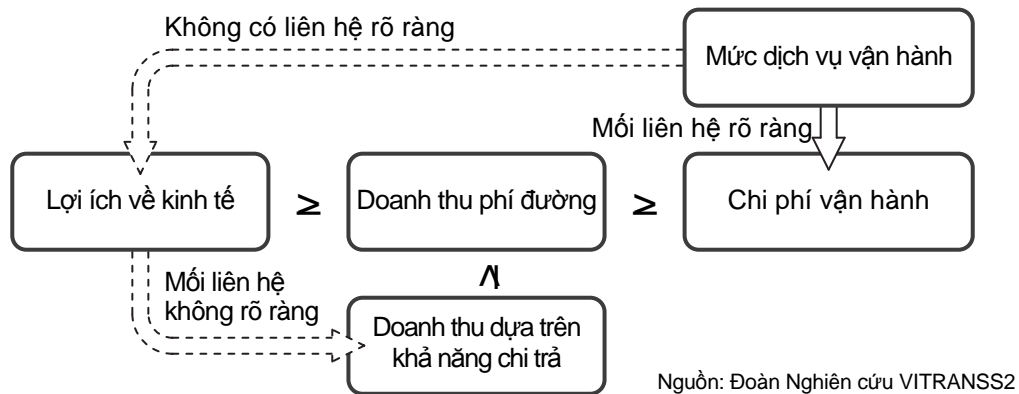 Không có liên hệ rõ ràng
Mức dịch vụ vận hành
Mối liên hệ rõ ràng
Lợi ích về kinh tế
≥
Doanh thu phí đường
≥
Chi phí vận hành
Mối liên hệ
không rõ ràng
≥
Doanh thu dựa trên
khả năng chi trả
Nguồn: Đoàn Nghiên cứu VITRANSS2